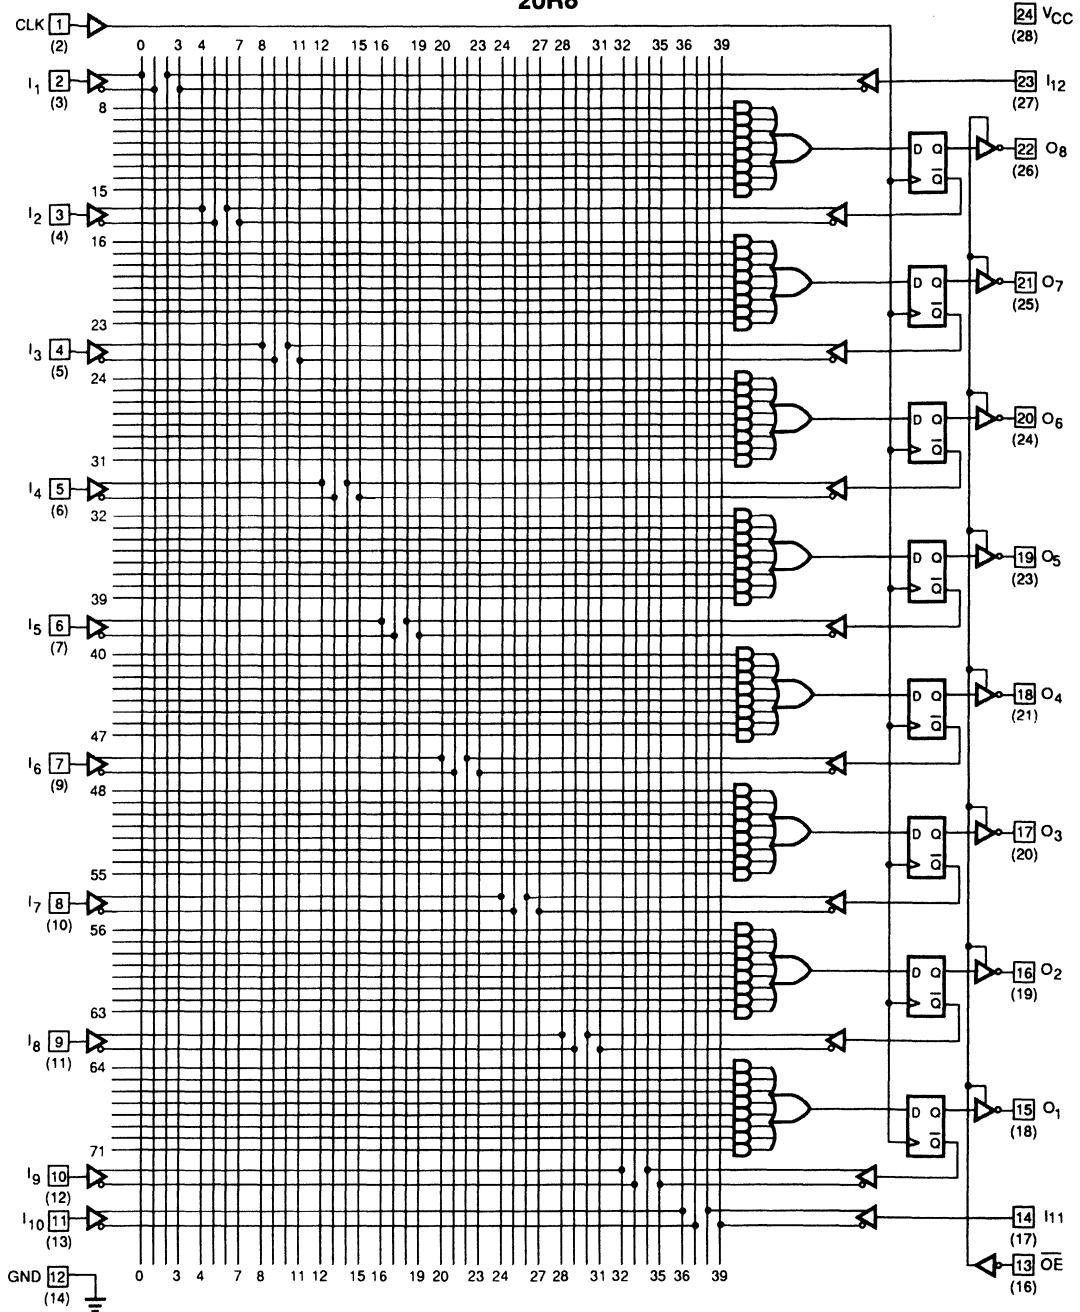 20R8
24 VCC
(28)
CLK 1
(2)
0 3 4 7 8 11 12 15 16 19 20 23 24 27 28 31 32 35 36 39
I1 2
(3)
23 I12
(27)
8
D Q
Q̅
22 O8
(26)
15
I2 3
(4)
16
D Q
Q̅
21 O7
(25)
23
I3 4
(5)
24
D Q
Q̅
20 O6
(24)
31
I4 5
(6)
32
D Q
Q̅
19 O5
(23)
39
I5 6
(7)
40
D Q
Q̅
18 O4
(21)
47
I6 7
(9)
48
D Q
Q̅
17 O3
(20)
55
I7 8
(10)
56
D Q
Q̅
16 O2
(19)
63
I8 9
(11)
64
D Q
Q̅
15 O1
(18)
71
I9 10
(12)
I10 11
(13)
14 I11
(17)
GND 12
(14)
0 3 4 7 8 11 12 15 16 19 20 23 24 27 28 31 32 35 36 39
13 O̅E̅
(16)